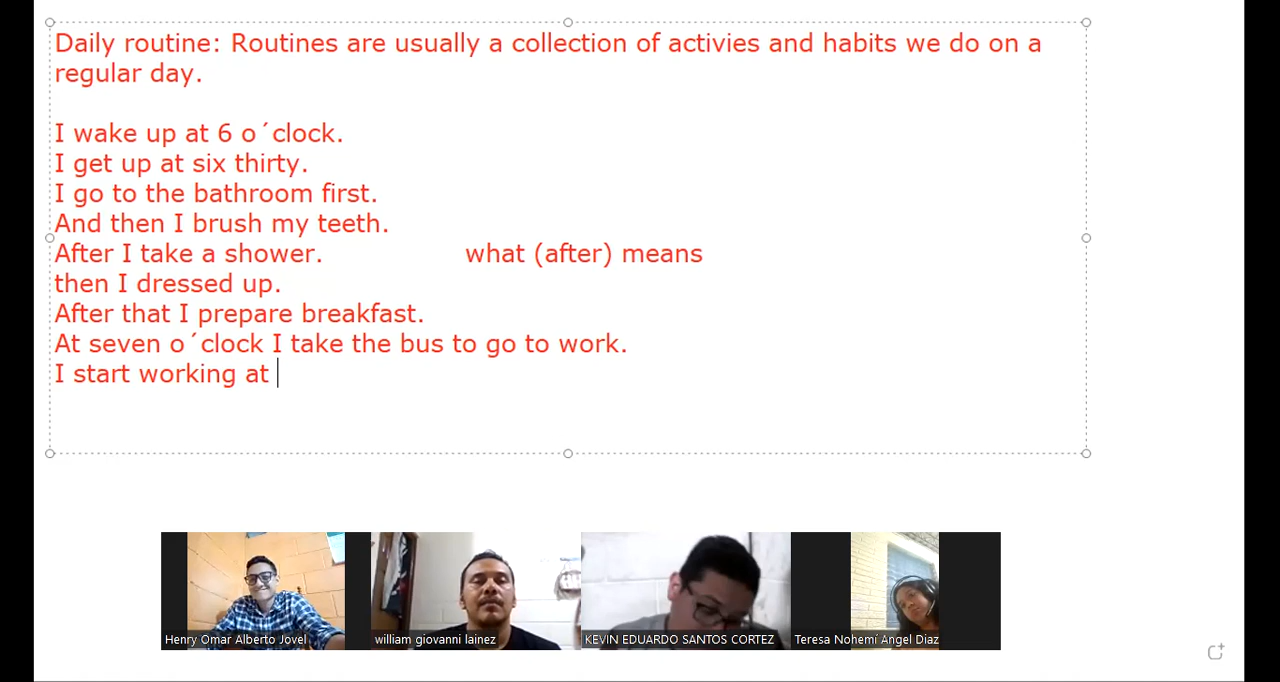 Daily routine: Routines are usually a collection of activies and habits we do on a
regular day.
I wake up at 6 o´clock.
I get up at six thirty.
I go to the bathroom first.
And then I brush my teeth.
After I take a shower. what (after) means
then I dressed up.
After that I prepare breakfast.
At seven o´clock I take the bus to go to work.
I start working at
Henry Omar Alberto Jovel
william giovanni lainez
KEVIN EDUARDO SANTOS CORTEZ
Teresa Nohemí Angel Diaz